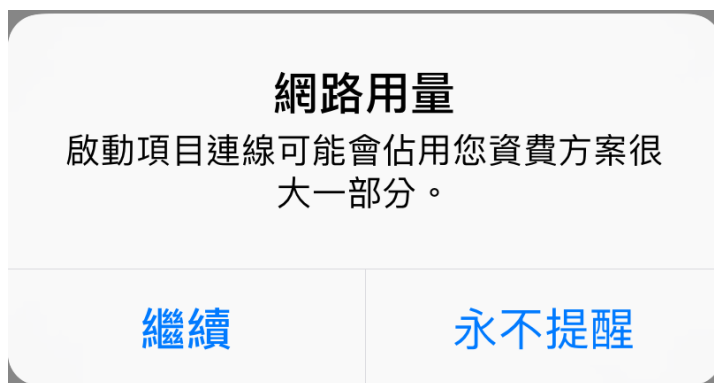 網路用量
啟動項目連線可能會佔用您資費方案很
大一部分。
繼續
永不提醒